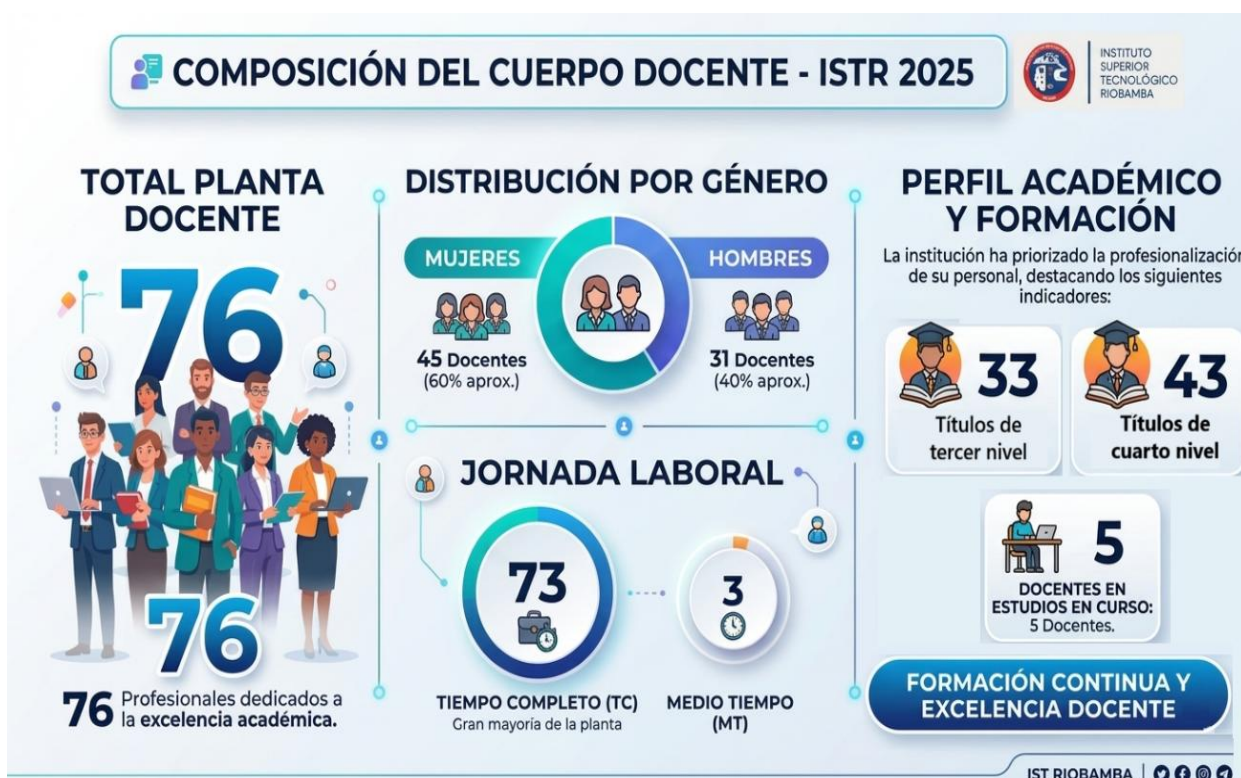 COMPOSICIÓN DEL CUERPO DOCENTE - ISTR 2025
INSTITUTO
SUPERIOR
TECNOLÓGICO
RIOBAMBA
TOTAL PLANTA
DOCENTE
76
76
76 Profesionales dedicados a
la excelencia académica.
DISTRIBUCIÓN POR GÉNERO
MUJERES
45 Docentes
(60% aprox.)
HOMBRES
31 Docentes
(40% aprox.)
JORNADA LABORAL
73
TIEMPO COMPLETO (TC)
Gran mayoría de la planta
3
MEDIO TIEMPO
(MT)
PERFIL ACADÉMICO
Y FORMACIÓN
La institución ha priorizado la profesionalización
de su personal, destacando los siguientes
indicadores:
33
Títulos de
tercer nivel
43
Títulos de
cuarto nivel
5
DOCENTES EN
ESTUDIOS EN CURSO:
5 Docentes.
FORMACIÓN CONTINUA Y
EXCELENCIA DOCENTE
IST RIOBAMBA